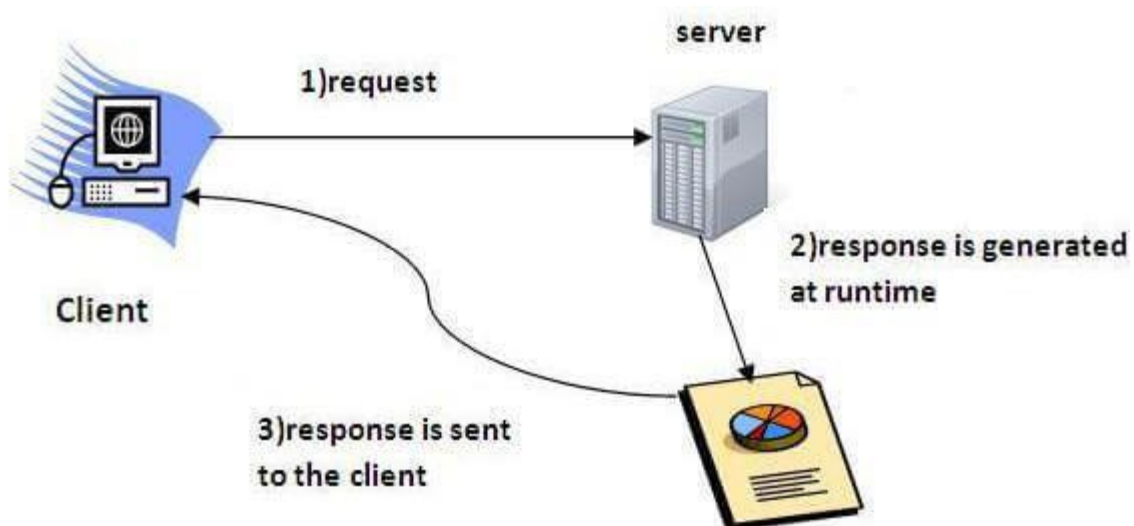 server
1)request
2)response is generated
at runtime
Client
3)response is sent
to the client